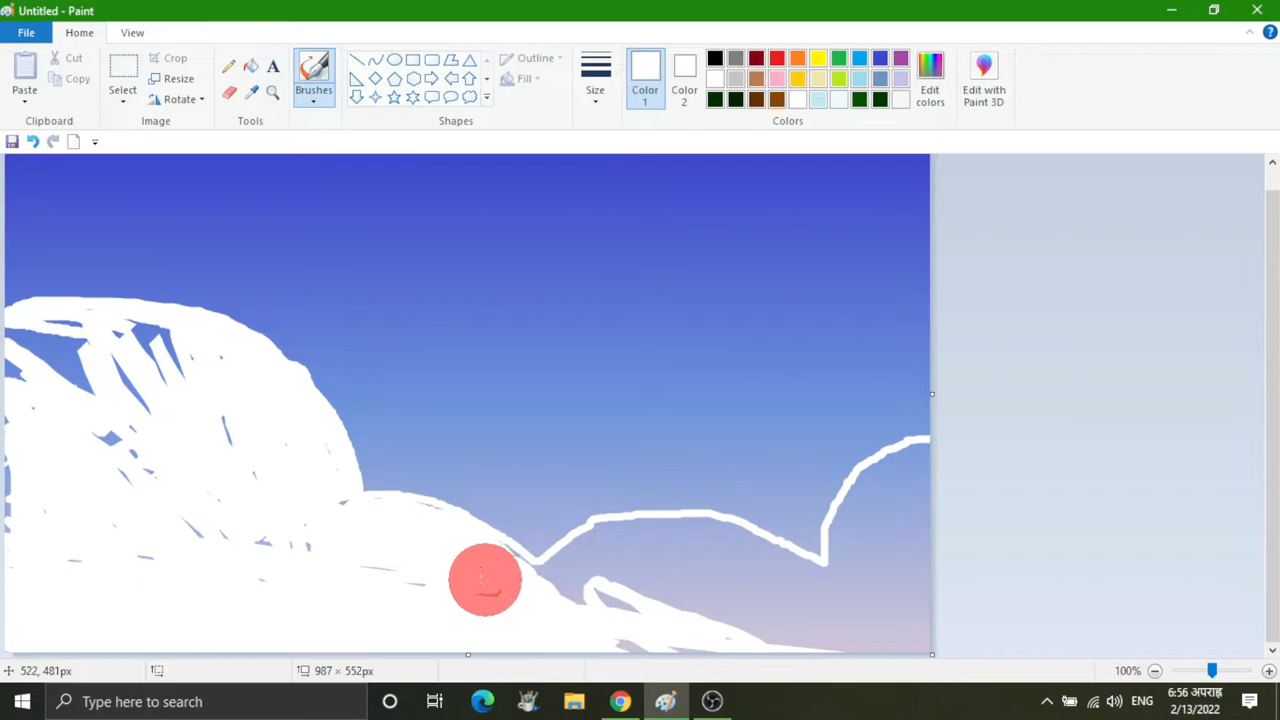 Untitled - Paint
File
Home
View
Paste
Cut
Copy
Clipboard
Select
Crop
Resize
Rotate
Image
A
Tools
Brushes
Shapes
Outline
Fill
Size
Color
1
Color
2
Colors
Edit
colors
Edit with
Paint 3D
522, 481px
987 × 552px
100%
Type here to search
ENG
6:56 अपराह्न
2/13/2022